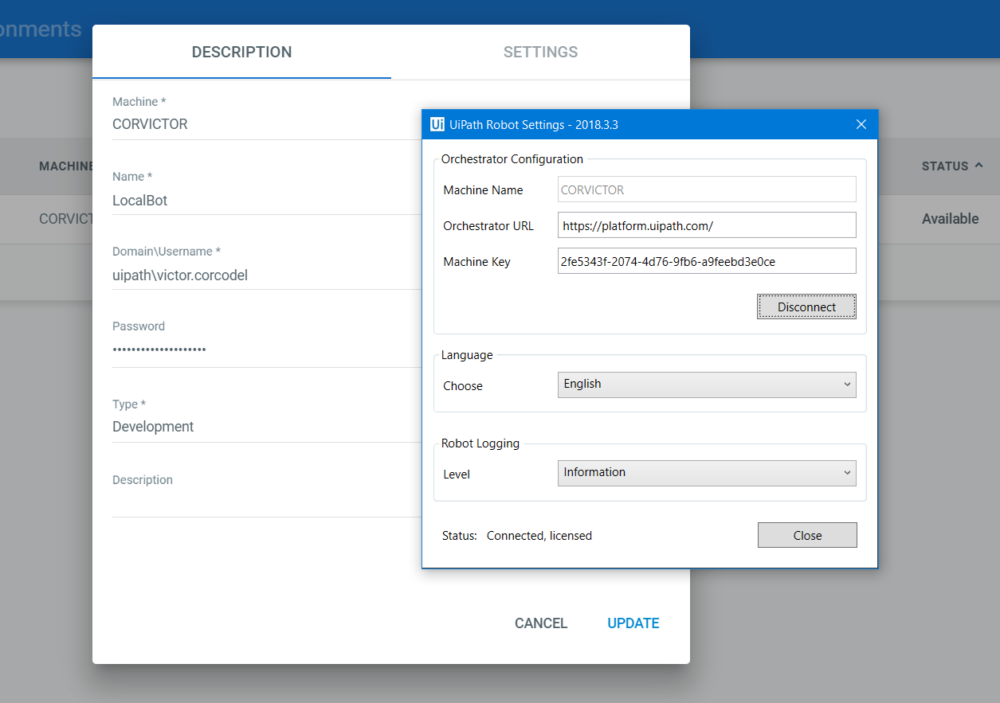 onments
DESCRIPTION
SETTINGS
Machine *
CORVICTOR
Name *
LocalBot
Domain\Username *
uipath\victor.corcodel
Password
••••••••••••••••••••
Type *
Development
Description
CANCEL
UPDATE
MACHINE
CORVICT
STATUS
Available
Ui UiPath Robot Settings - 2018.3.3
Orchestrator Configuration
Machine Name
CORVICTOR
Orchestrator URL
https://platform.uipath.com/
Machine Key
2fe5343f-2074-4d76-9fb6-a9feebd3e0ce
Disconnect
Language
Choose
English
Robot Logging
Level
Information
Status: Connected, licensed
Close